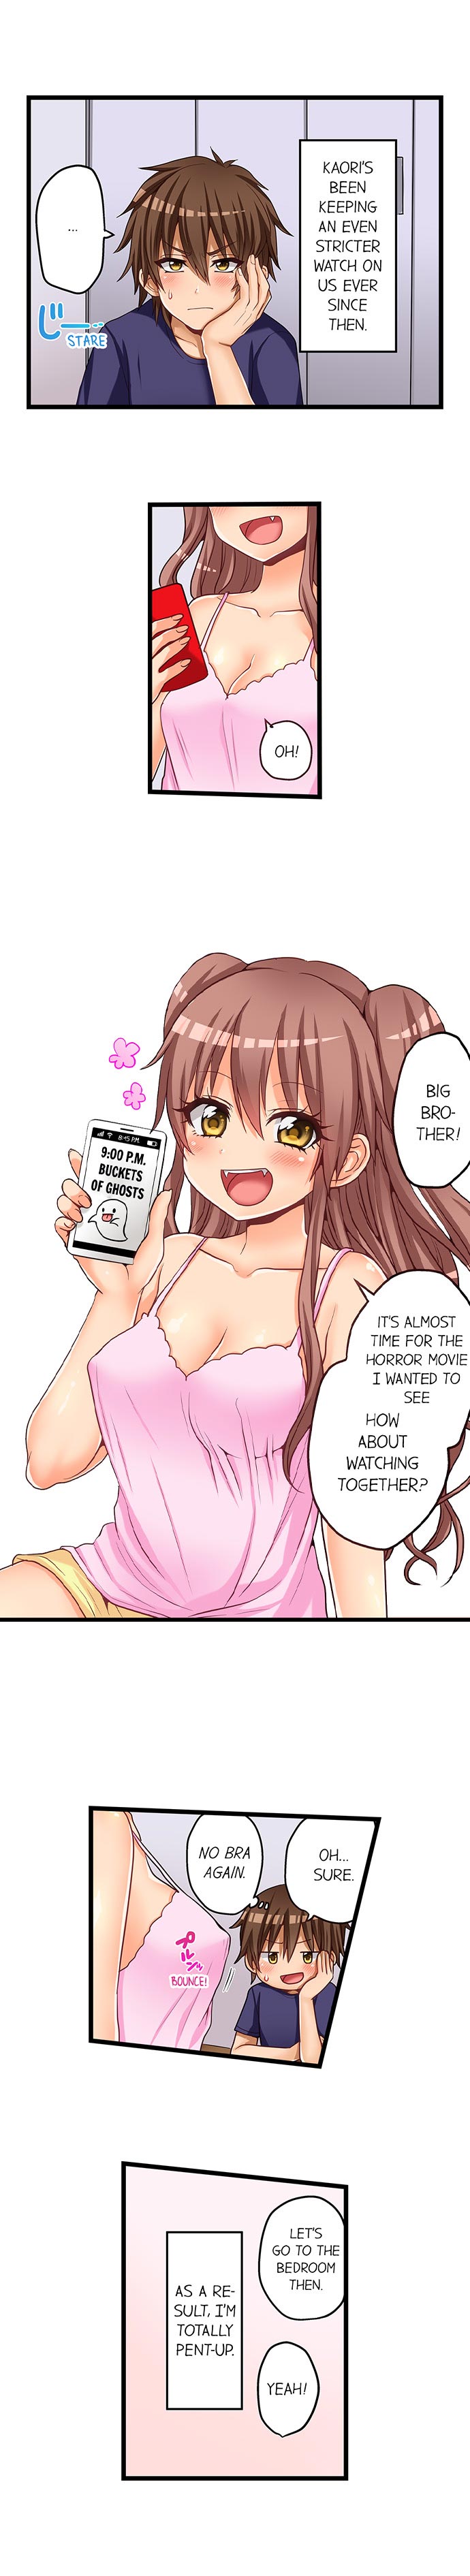 KAORI'S
BEEN
KEEPING
AN EVEN
STRICTER
WATCH ON
US EVER
SINCE
THEN.
...
じー
STARE
OH!
BIG
BRO-
THER!
8:45 P.M.
9:00 P.M.
BUCKETS
OF GHOSTS
IT'S ALMOST
TIME FOR THE
HORROR MOVIE
I WANTED TO
SEE
HOW
ABOUT
WATCHING
TOGETHER?
OH...
SURE.
NO BRA
AGAIN.
プルン
BOUNCE!
LET'S
GO TO THE
BEDROOM
THEN.
YEAH!
AS A RE-
SULT, I'M
TOTALLY
PENT-UP.